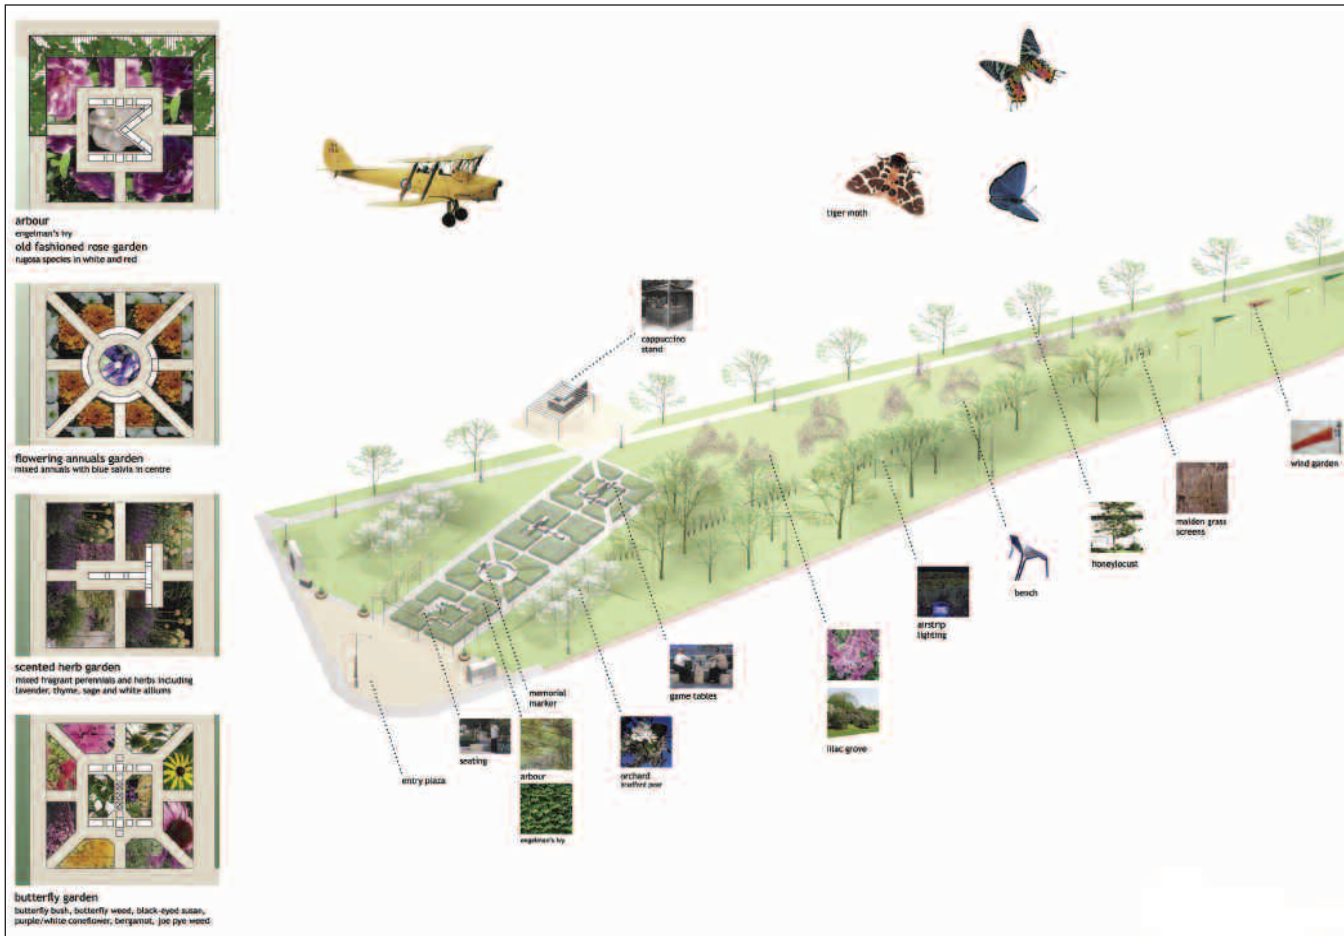 arbour
engelman's ivy
old fashioned rose garden
rugosa species in white and red
flowering annuals garden
mixed annuals with blue salvia in centre
scented herb garden
mixed fragrant perennials and herbs including
lavender, thyme, sage and white alliums
butterfly garden
butterfly bush, butterfly weed, black-eyed susan,
purple/white coneflower, bergamot, joe pye weed
tiger moth
cappuccino
stand
wind garden
maiden grass
screens
honeylocust
bench
airstrip
lighting
lilac grove
game tables
orchard
bradford pear
memorial
marker
arbour
engelman's ivy
seating
entry plaza